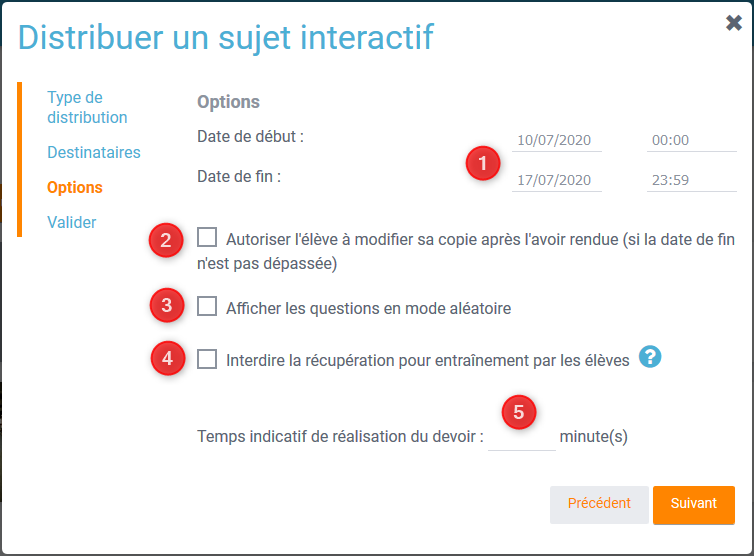 Distribuer un sujet interactif
✖
Type de
distribution
Destinataires
Options
Valider
Options
Date de début :
10/07/2020
00:00
1
Date de fin :
17/07/2020
23:59
2
Autoriser l'élève à modifier sa copie après l'avoir rendue (si la date de fin
n'est pas dépassée)
3
Afficher les questions en mode aléatoire
4
Interdire la récupération pour entraînement par les élèves
?
5
Temps indicatif de réalisation du devoir :
minute(s)
Précédent
Suivant